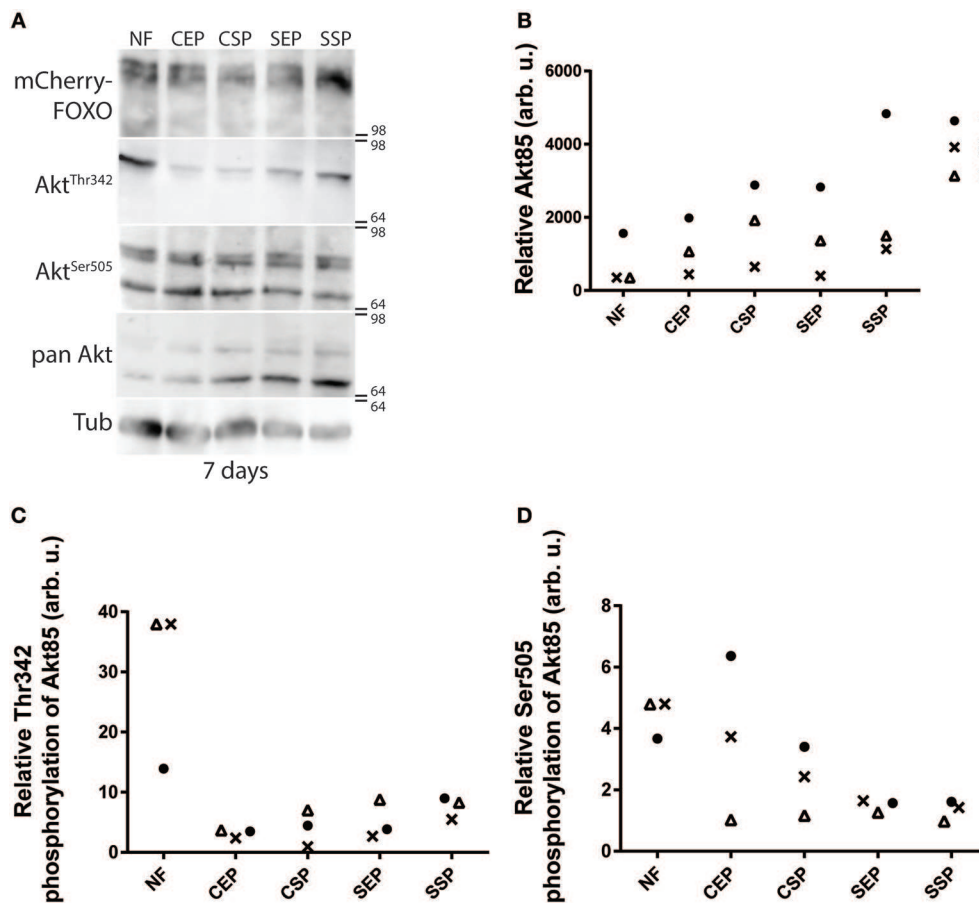 A
NF CEP CSP SEP SSP
mCherry-
FOXO
98
98
Akt Thr342
64
98
Akt Ser505
64
98
pan Akt
64
64
Tub
7 days
B
Relative Akt85 (arb. u.)
6000
4000
2000
0
NF CEP CSP SEP SSP
C
Relative Thr342
phosphorylation of Akt85 (arb. u.)
40
30
20
10
0
NF CEP CSP SEP SSP
D
Relative Ser505
phosphorylation of Akt85 (arb. u.)
8
6
4
2
0
NF CEP CSP SEP SSP